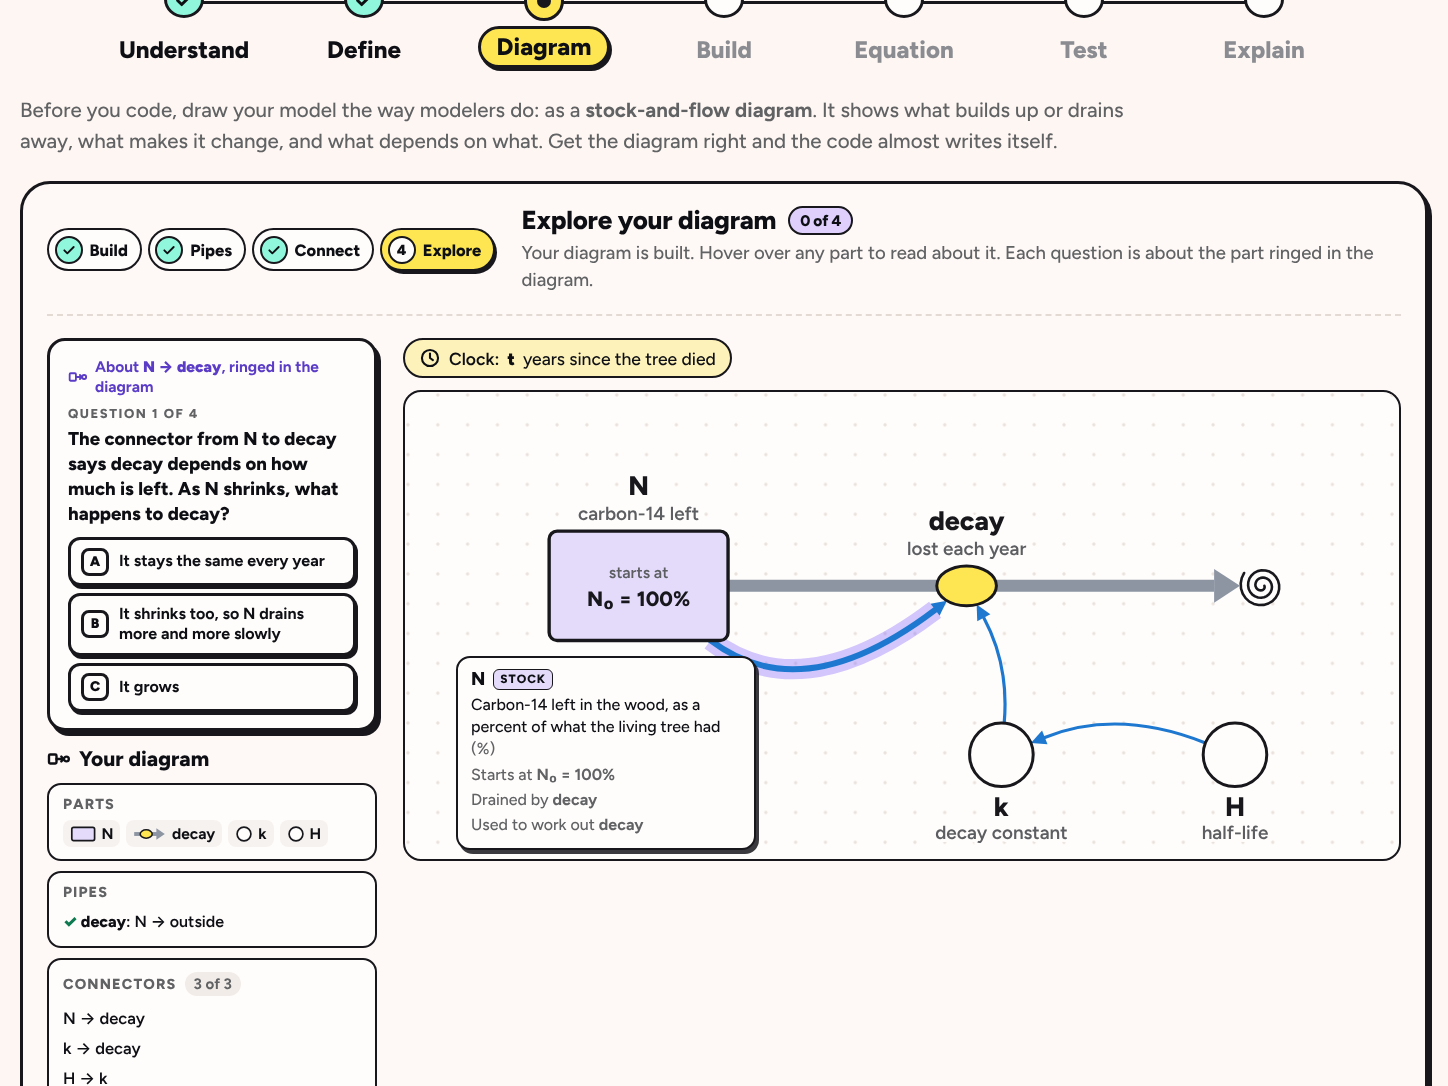 Understand
Define
Diagram
Build
Equation
Test
Explain
Before you code, draw your model the way modelers do: as a stock-and-flow diagram. It shows what builds up or drains
away, what makes it change, and what depends on what. Get the diagram right and the code almost writes itself.
Build
Pipes
Connect
4 Explore
Explore your diagram 0 of 4
Your diagram is built. Hover over any part to read about it. Each question is about the part ringed in the
diagram.
About N → decay, ringed in the
diagram
QUESTION 1 OF 4
The connector from N to decay
says decay depends on how
much is left. As N shrinks, what
happens to decay?
A It stays the same every year
B It shrinks too, so N drains
more and more slowly
C It grows
Your diagram
PARTS
N decay k H
PIPES
decay: N → outside
CONNECTORS 3 of 3
N → decay
k → decay
H → k
Clock: t years since the tree died
N
carbon-14 left
starts at
N₀ = 100%
decay
lost each year
N STOCK
Carbon-14 left in the wood, as a
percent of what the living tree had
(%)
Starts at N₀ = 100%
Drained by decay
Used to work out decay
k
decay constant
H
half-life